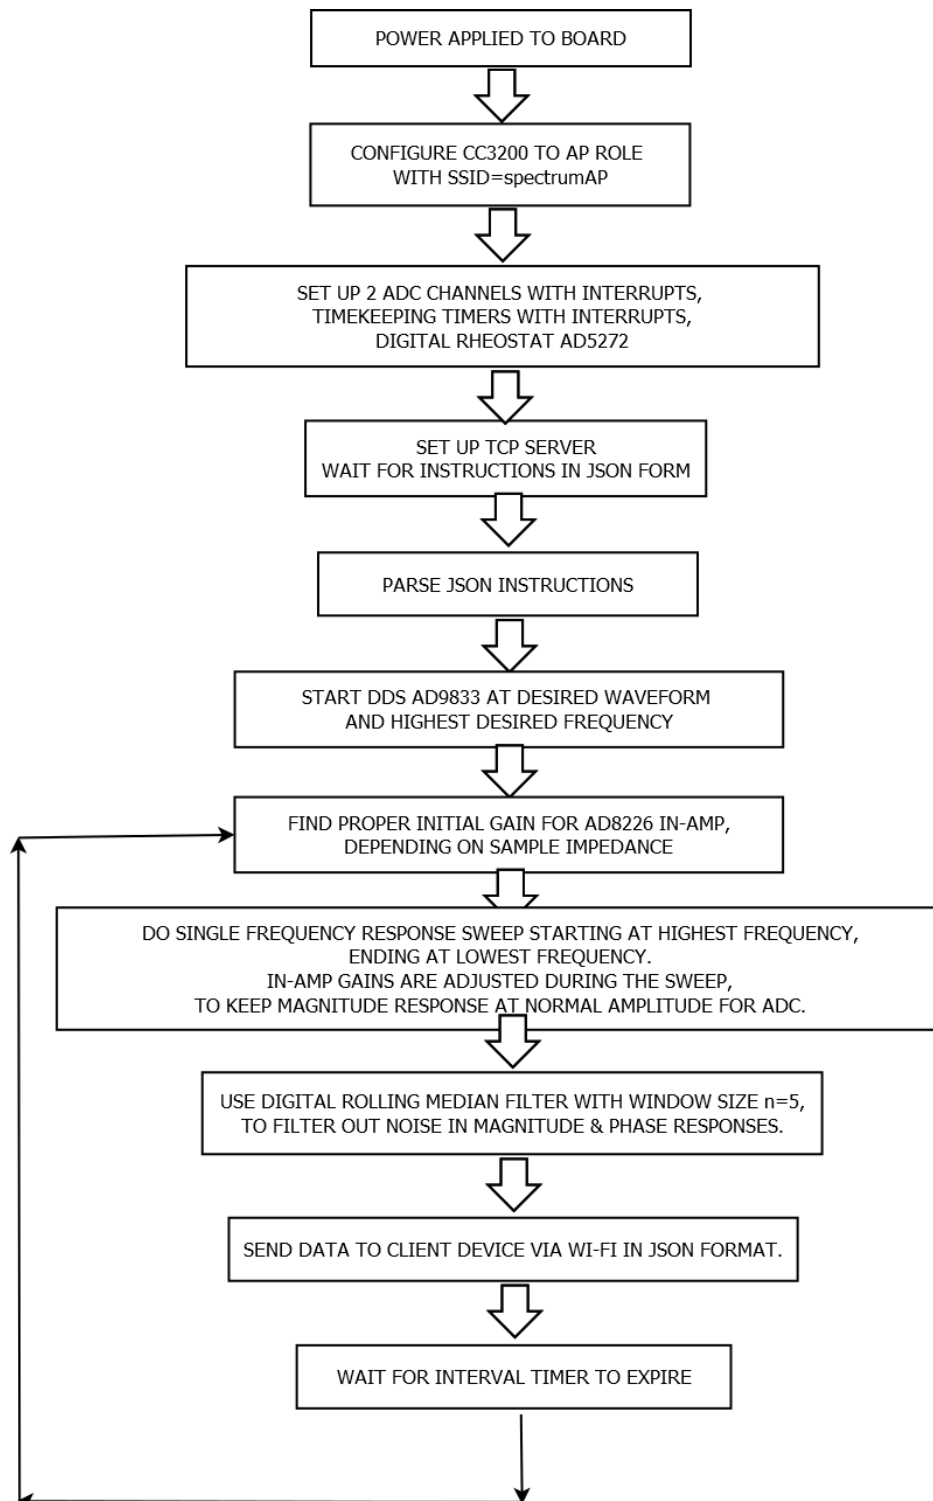 POWER APPLIED TO BOARD
CONFIGURE CC3200 TO AP ROLE
WITH SSID=spectrumAP
SET UP 2 ADC CHANNELS WITH INTERRUPTS,
TIMEKEEPING TIMERS WITH INTERRUPTS,
DIGITAL RHEOSTAT AD5272
SET UP TCP SERVER
WAIT FOR INSTRUCTIONS IN JSON FORM
PARSE JSON INSTRUCTIONS
START DDS AD9833 AT DESIRED WAVEFORM
AND HIGHEST DESIRED FREQUENCY
FIND PROPER INITIAL GAIN FOR AD8226 IN-AMP,
DEPENDING ON SAMPLE IMPEDANCE
DO SINGLE FREQUENCY RESPONSE SWEEP STARTING AT HIGHEST FREQUENCY,
ENDING AT LOWEST FREQUENCY.
IN-AMP GAINS ARE ADJUSTED DURING THE SWEEP,
TO KEEP MAGNITUDE RESPONSE AT NORMAL AMPLITUDE FOR ADC.
USE DIGITAL ROLLING MEDIAN FILTER WITH WINDOW SIZE n=5,
TO FILTER OUT NOISE IN MAGNITUDE & PHASE RESPONSES.
SEND DATA TO CLIENT DEVICE VIA WI-FI IN JSON FORMAT.
WAIT FOR INTERVAL TIMER TO EXPIRE